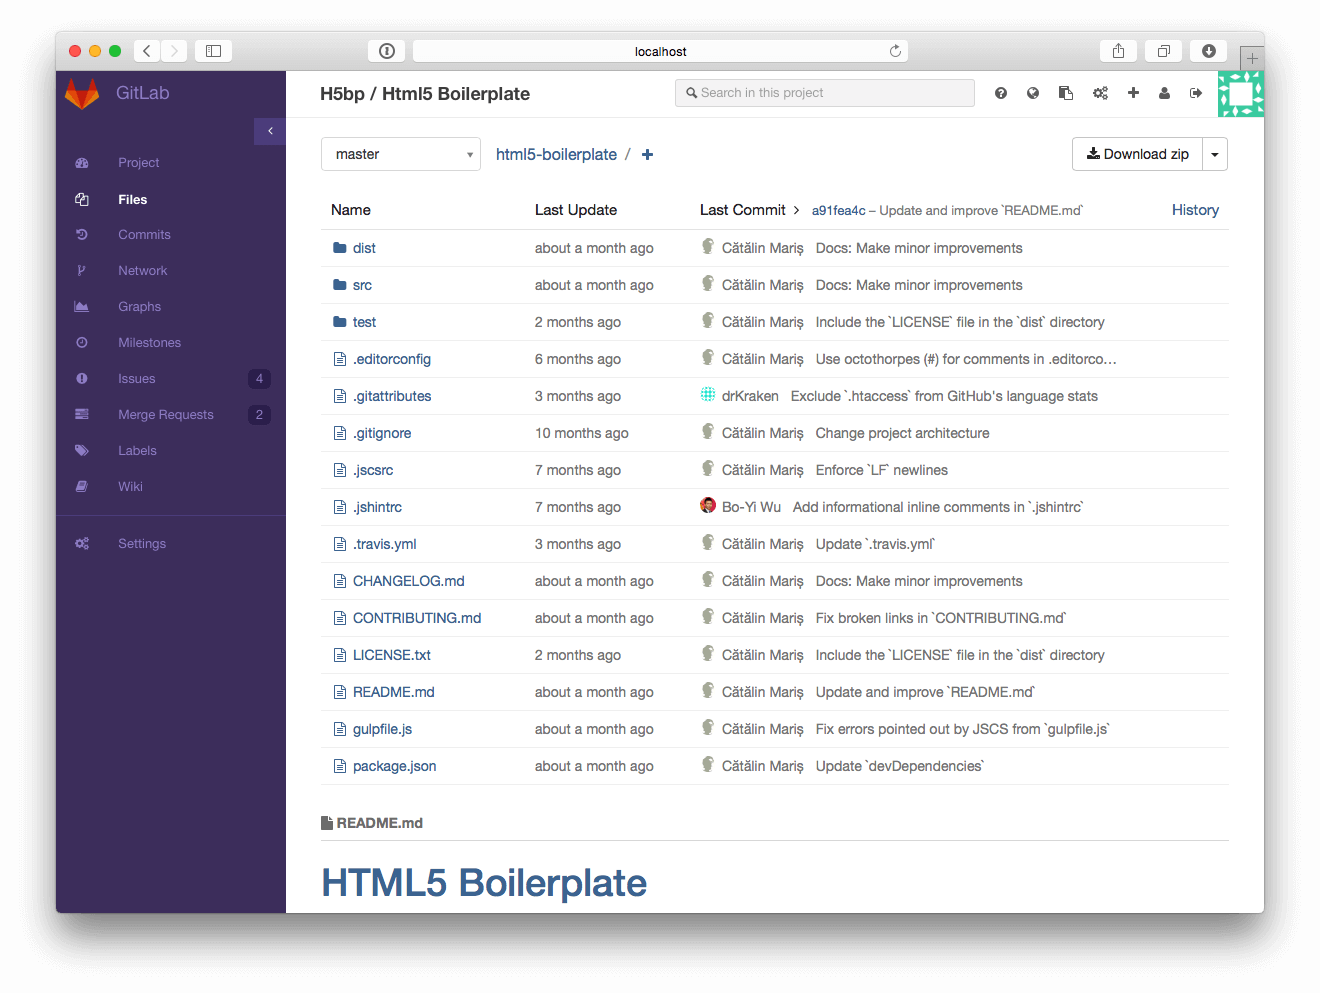 localhost
GitLab
H5bp / Html5 Boilerplate
Search in this project
Project
Files
Commits
Network
Graphs
Milestones
Issues 4
Merge Requests 2
Labels
Wiki
Settings
master
html5-boilerplate / +
Download zip
Name Last Update Last Commit > a91fea4c – Update and improve `README.md` History
dist about a month ago Cătălin Mariș Docs: Make minor improvements
src about a month ago Cătălin Mariș Docs: Make minor improvements
test 2 months ago Cătălin Mariș Include the `LICENSE` file in the `dist` directory
.editorconfig 6 months ago Cătălin Mariș Use octothorpes (#) for comments in .editorco…
.gitattributes 3 months ago drKraken Exclude `.htaccess` from GitHub's language stats
.gitignore 10 months ago Cătălin Mariș Change project architecture
.jscsrc 7 months ago Cătălin Mariș Enforce `LF` newlines
.jshintrc 7 months ago Bo-Yi Wu Add informational inline comments in `.jshintrc`
.travis.yml 3 months ago Cătălin Mariș Update `.travis.yml`
CHANGELOG.md about a month ago Cătălin Mariș Docs: Make minor improvements
CONTRIBUTING.md about a month ago Cătălin Mariș Fix broken links in `CONTRIBUTING.md`
LICENSE.txt 2 months ago Cătălin Mariș Include the `LICENSE` file in the `dist` directory
README.md about a month ago Cătălin Mariș Update and improve `README.md`
gulpfile.js about a month ago Cătălin Mariș Fix errors pointed out by JSCS from `gulpfile.js`
package.json about a month ago Cătălin Mariș Update `devDependencies`
README.md
HTML5 Boilerplate